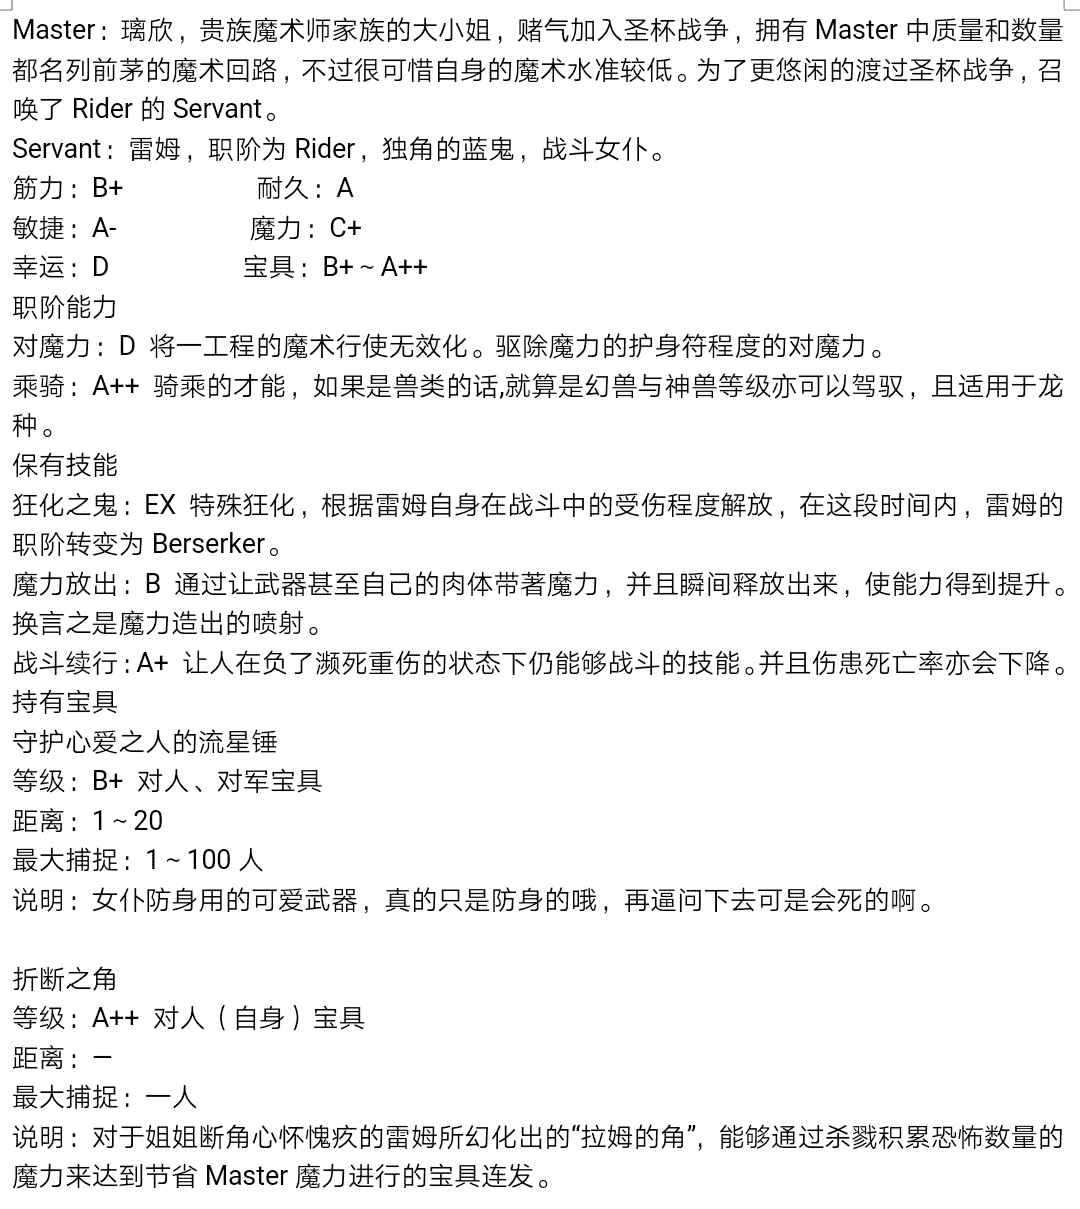 Master：璃欣，贵族魔术师家族的大小姐，赌气加入圣杯战争，拥有 Master 中质量和数量
都名列前茅的魔术回路，不过很可惜自身的魔术水准较低。为了更悠闲的渡过圣杯战争，召
唤了 Rider 的 Servant。
Servant：雷姆，职阶为 Rider，独角的蓝鬼，战斗女仆。
筋力：B+ 耐久：A
敏捷：A- 魔力：C+
幸运：D 宝具：B+～A++
职阶能力
对魔力：D 将一工程的魔术行使无效化。驱除魔力的护身符程度的对魔力。
乘骑：A++ 骑乘的才能，如果是兽类的话,就算是幻兽与神兽等级亦可以驾驭，且适用于龙
种。
保有技能
狂化之鬼：EX 特殊狂化，根据雷姆自身在战斗中的受伤程度解放，在这段时间内，雷姆的
职阶转变为 Berserker。
魔力放出：B 通过让武器甚至自己的肉体带著魔力，并且瞬间释放出来，使能力得到提升。
换言之是魔力造出的喷射。
战斗续行：A+ 让人在负了濒死重伤的状态下仍能够战斗的技能。并且伤患死亡率亦会下降。
持有宝具
守护心爱之人的流星锤
等级：B+ 对人、对军宝具
距离：1～20
最大捕捉：1～100 人
说明：女仆防身用的可爱武器，真的只是防身的哦，再逼问下去可是会死的啊。
折断之角
等级：A++ 对人（自身）宝具
距离：—
最大捕捉：一人
说明：对于姐姐断角心怀愧疚的雷姆所幻化出的“拉姆的角”，能够通过杀戮积累恐怖数量的
魔力来达到节省 Master 魔力进行的宝具连发。